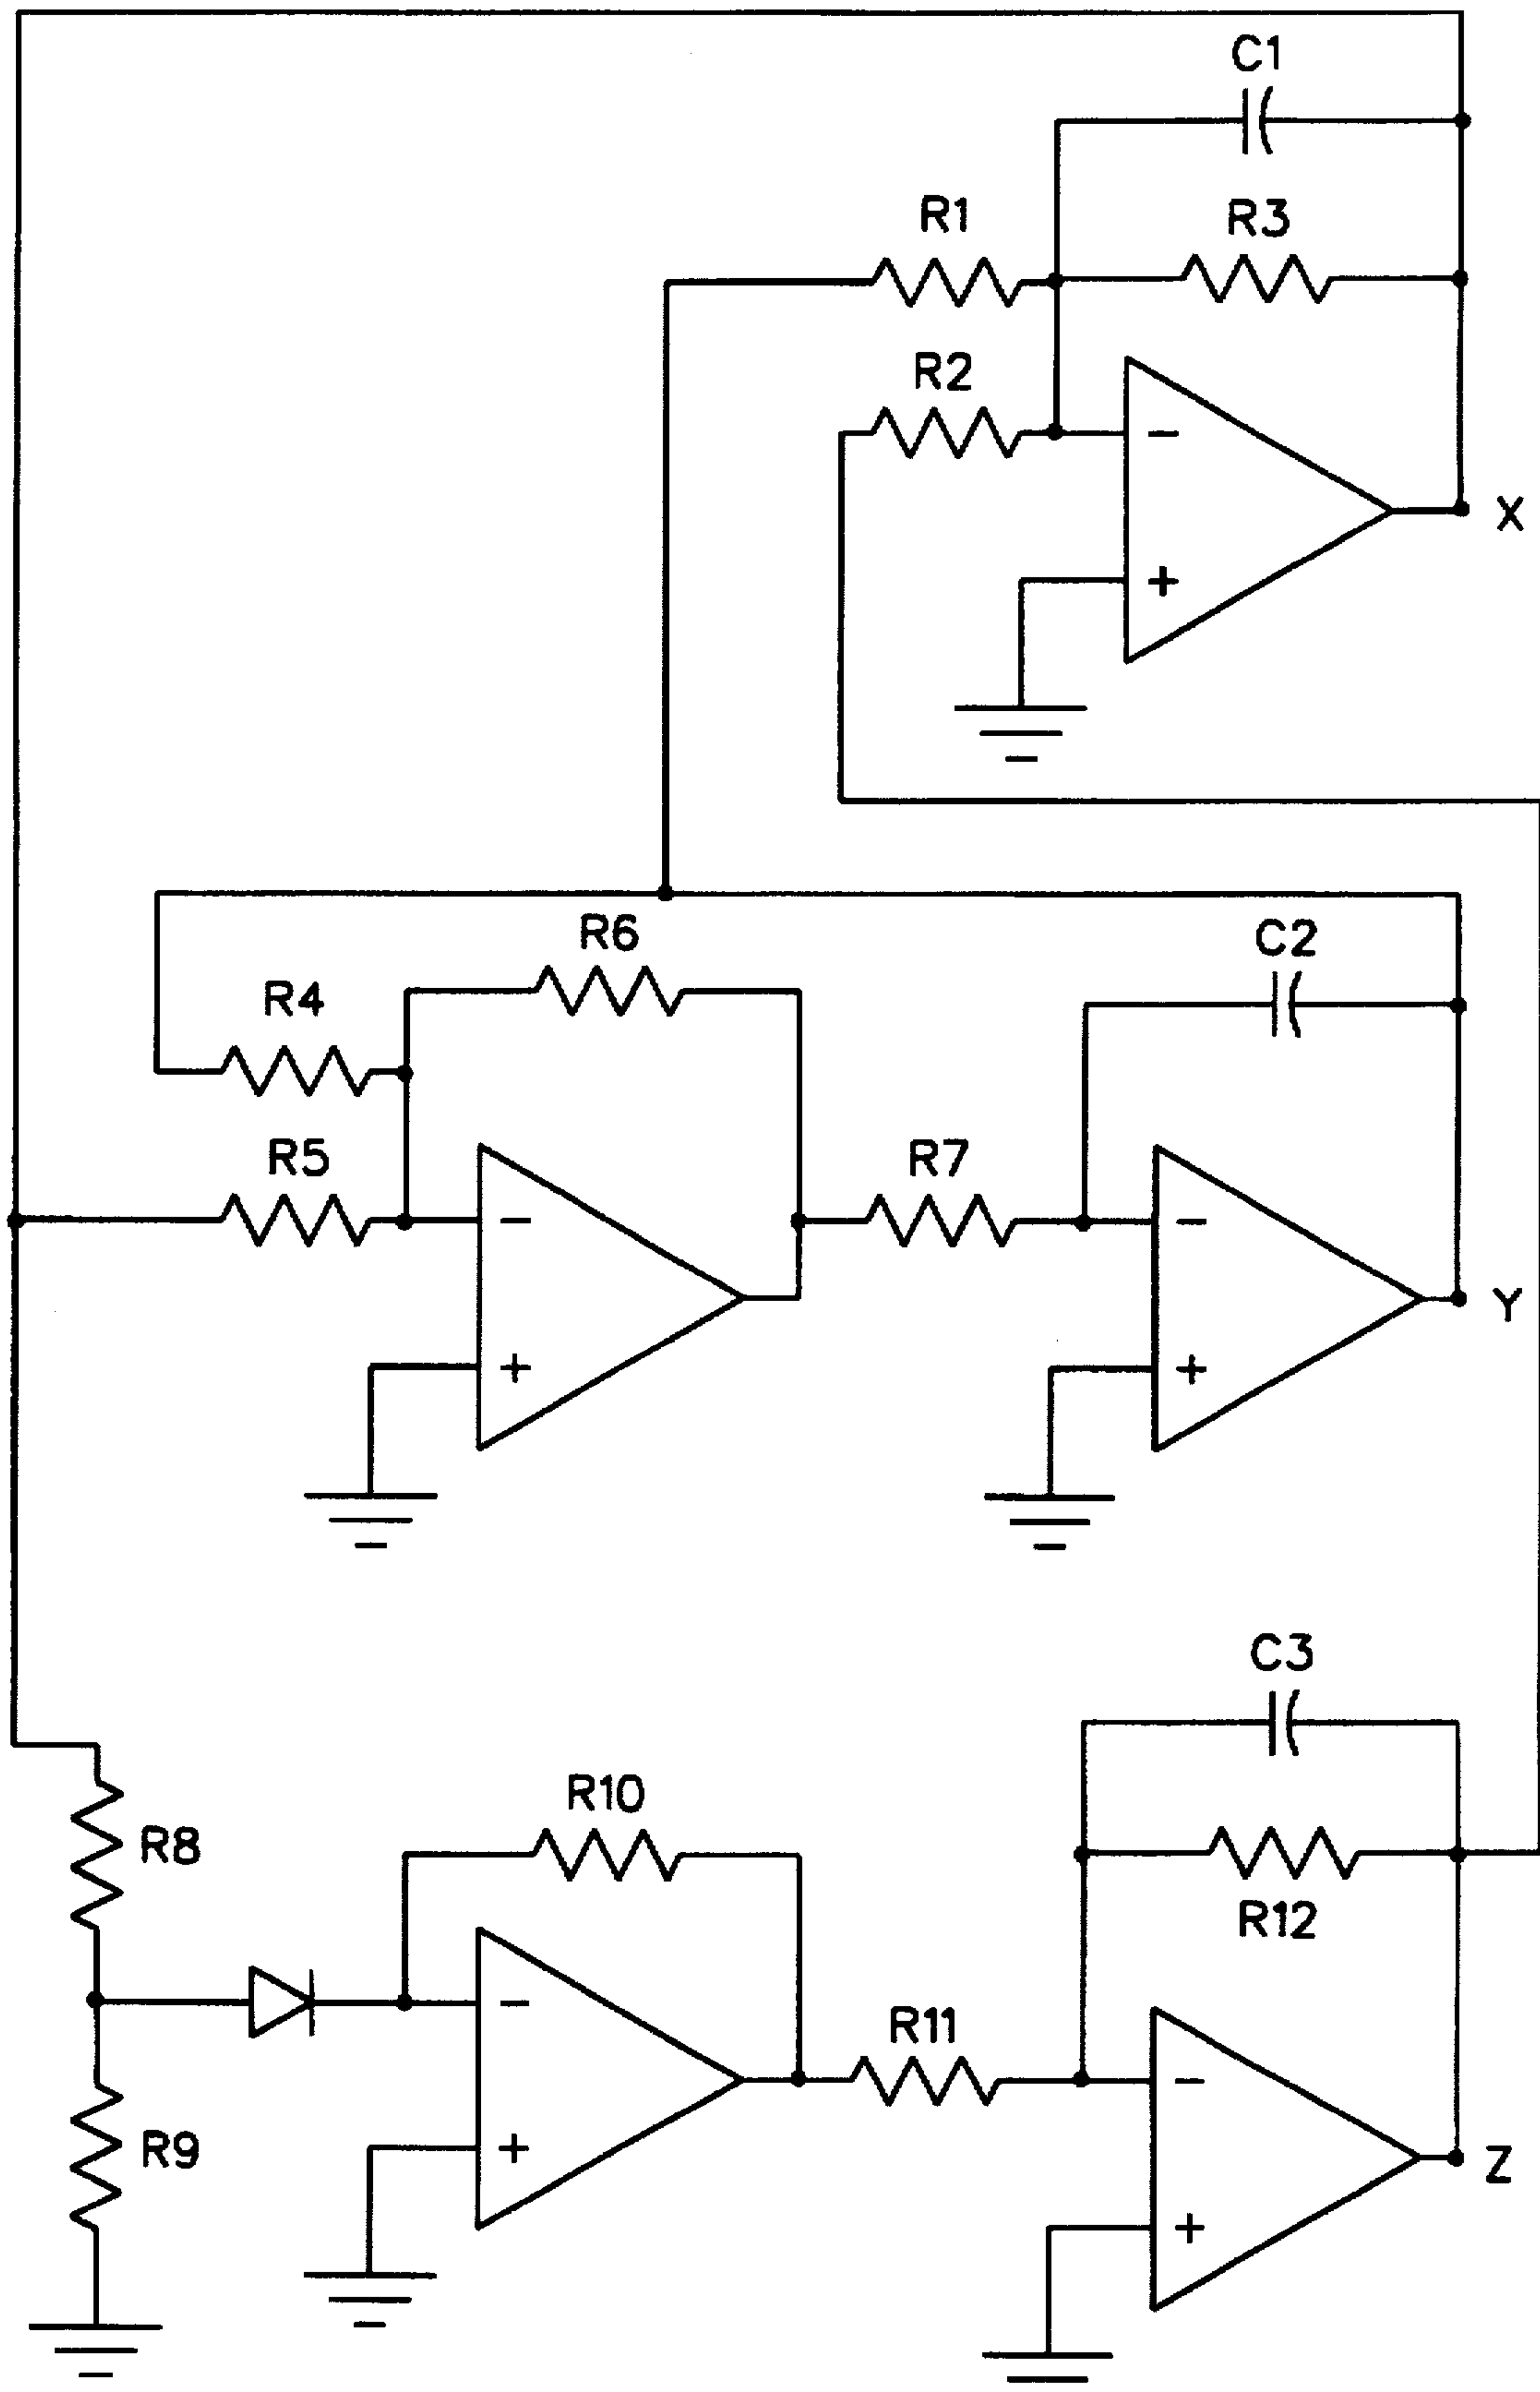 C1
R1
R3
R2
−
X
+
R6
C2
R4
R5
R7
−
−
Y
+
+
C3
R10
R8
R12
−
R11
−
R9
+
Z
+